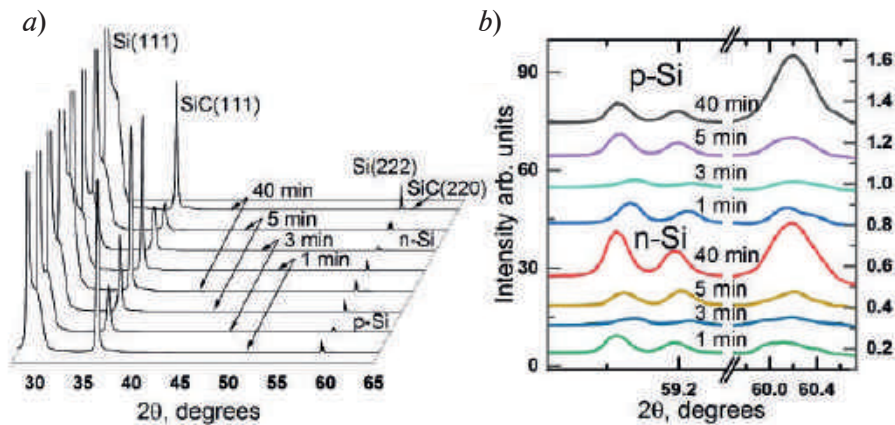 a)
Si(111)
SiC(111)
Si(222)
SiC(220)
40 min
5 min
n-Si
3 min
1 min
p-Si
30 35 40 45 50 55 60 65
2θ, degrees
b)
90
60
30
0
Intensity arb. units
p-Si
40 min
5 min
3 min
1 min
n-Si
40 min
5 min
3 min
1 min
1.6
1.4
1.2
1.0
0.8
0.6
0.4
0.2
59.2 60.0 60.4
2θ, degrees